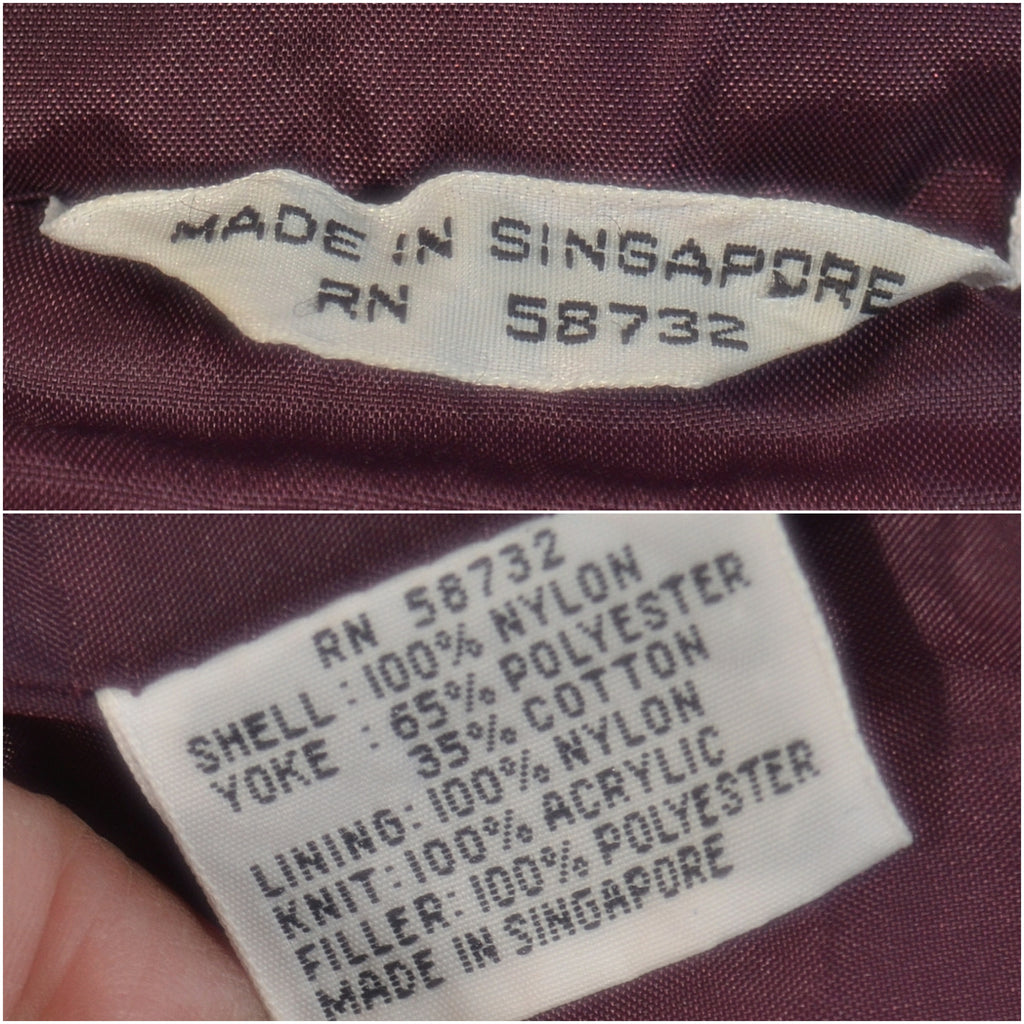 MADE IN SINGAPORE
RN 58732
RN 58732
SHELL : 100% NYLON
YOKE : 65% POLYESTER
35% COTTON
LINING : 100% NYLON
KNIT : 100% ACRYLIC
FILLER : 100% POLYESTER
MADE IN SINGAPORE